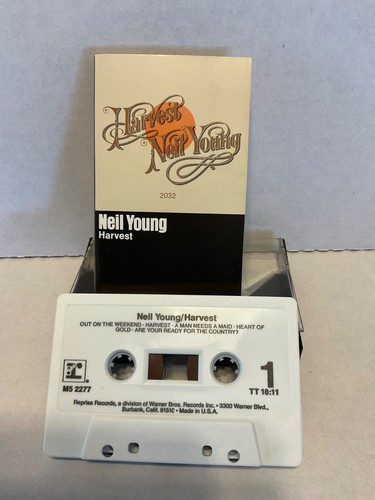 Harvest
Neil Young
2032
Neil Young
Harvest
Neil Young/Harvest
OUT ON THE WEEKEND · HARVEST · A MAN NEEDS A MAID · HEART OF
GOLD · ARE YOUR READY FOR THE COUNTRY?
r
1
M5 2277
TT 18:11
Reprise Records, a division of Warner Bros. Records Inc. · 3300 Warner Blvd.,
Burbank, Calif. 91510 · Made in U.S.A.